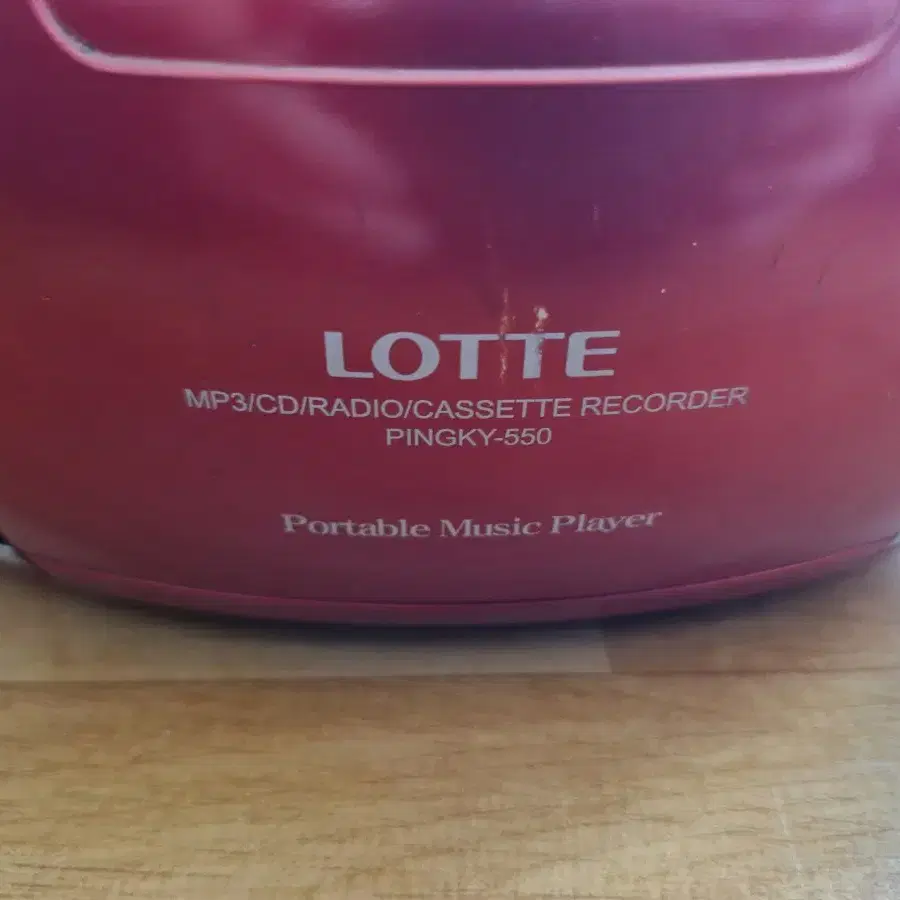 LOTTE
MP3/CD/RADIO/CASSETTE RECORDER
PINGKY-550
Portable Music Player